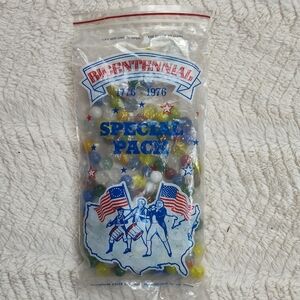 BICENTENNIAL
1776 1976
SPECIAL
PACK